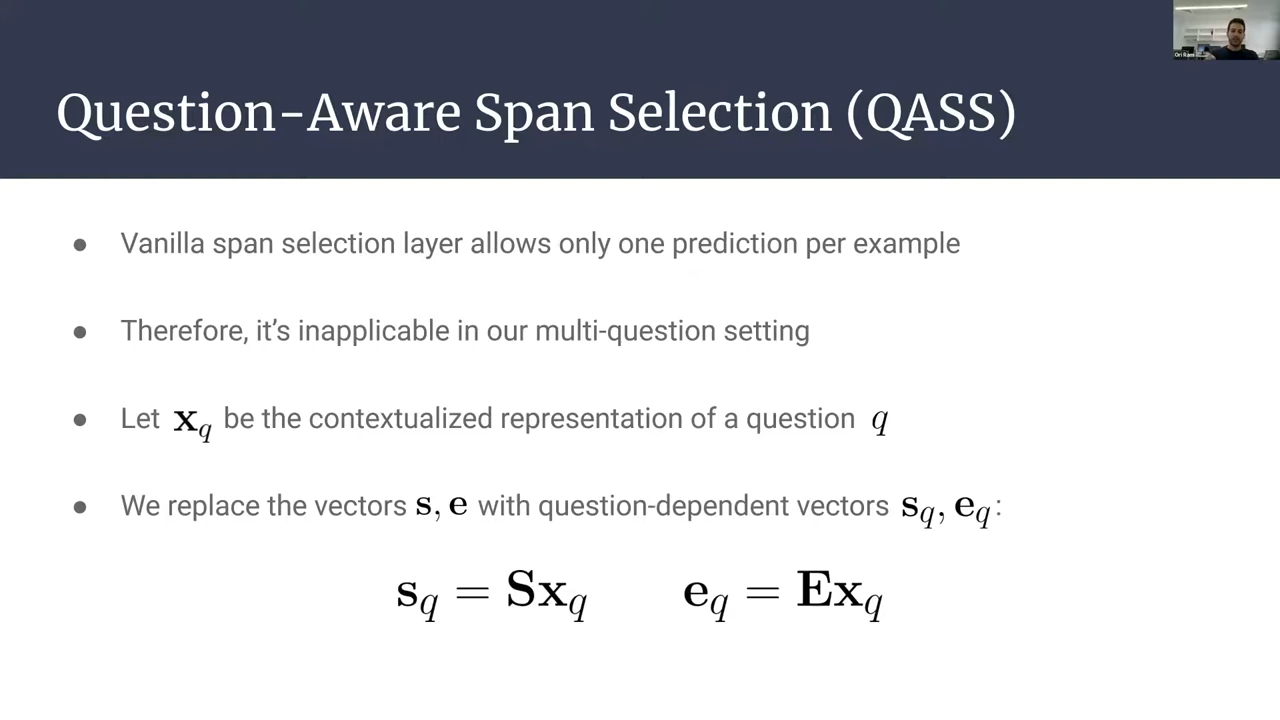 Ori Ram
Question-Aware Span Selection (QASS)
● Vanilla span selection layer allows only one prediction per example
● Therefore, it's inapplicable in our multi-question setting
● Let x_q be the contextualized representation of a question q
● We replace the vectors s, e with question-dependent vectors s_q, e_q:
s_q = Sx_q e_q = Ex_q